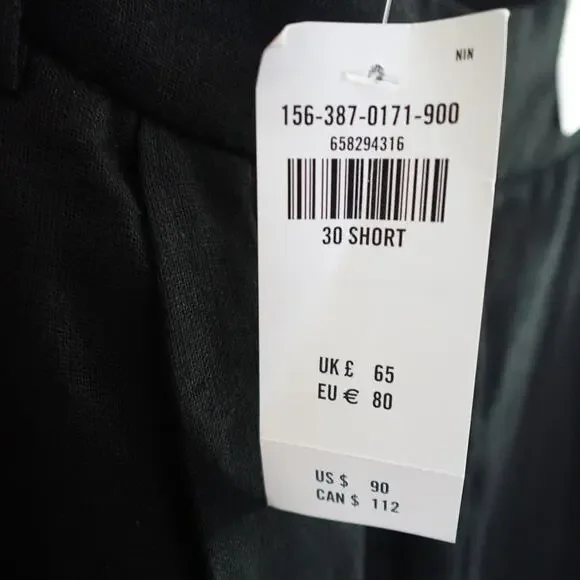 NIN
156-387-0171-900
658294316
30 SHORT
UK £ 65
EU € 80
US $ 90
CAN $ 112